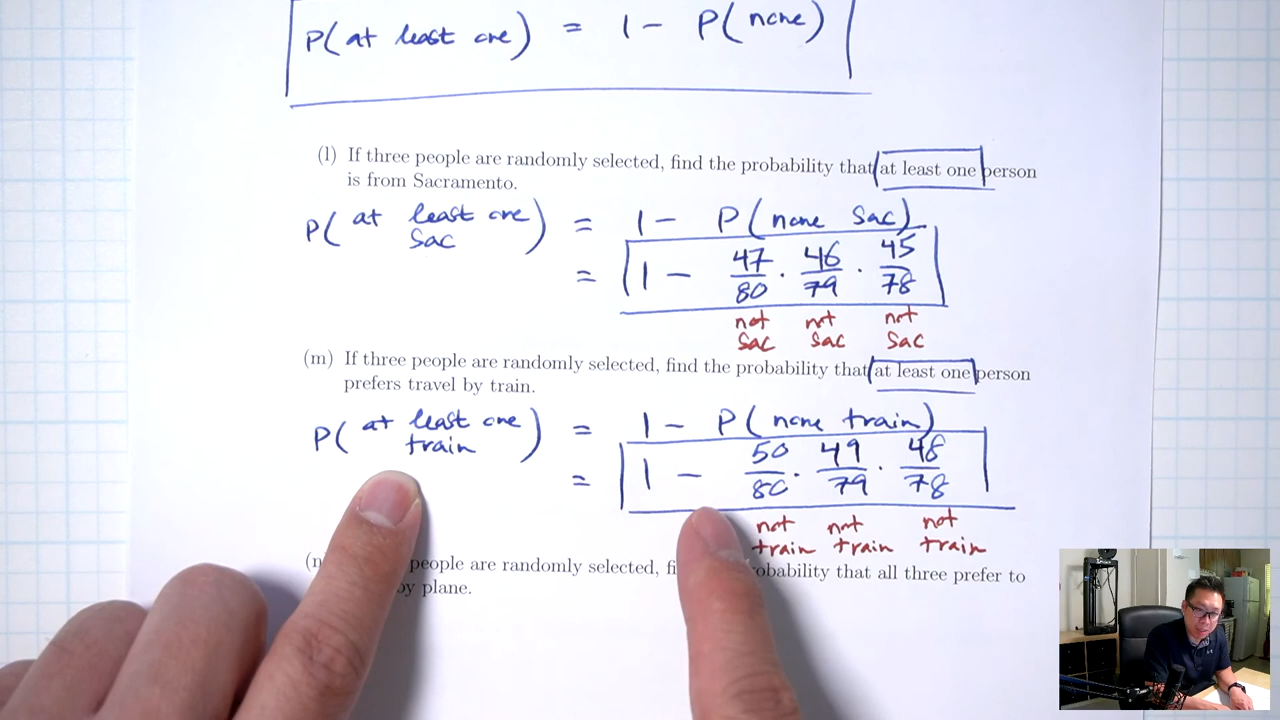 P(at least one) = 1 - P(none)
(l) If three people are randomly selected, find the probability that at least one person
is from Sacramento.
P(at least one Sac) = 1 - P(none Sac)
= 1 - 47/80 · 46/79 · 45/78
not Sac not Sac not Sac
(m) If three people are randomly selected, find the probability that at least one person
prefers travel by train.
P(at least one train) = 1 - P(none train)
= 1 - 50/80 · 49/79 · 48/78
not train not train not train
(n people are randomly selected, obability that all three prefer to
by plane.